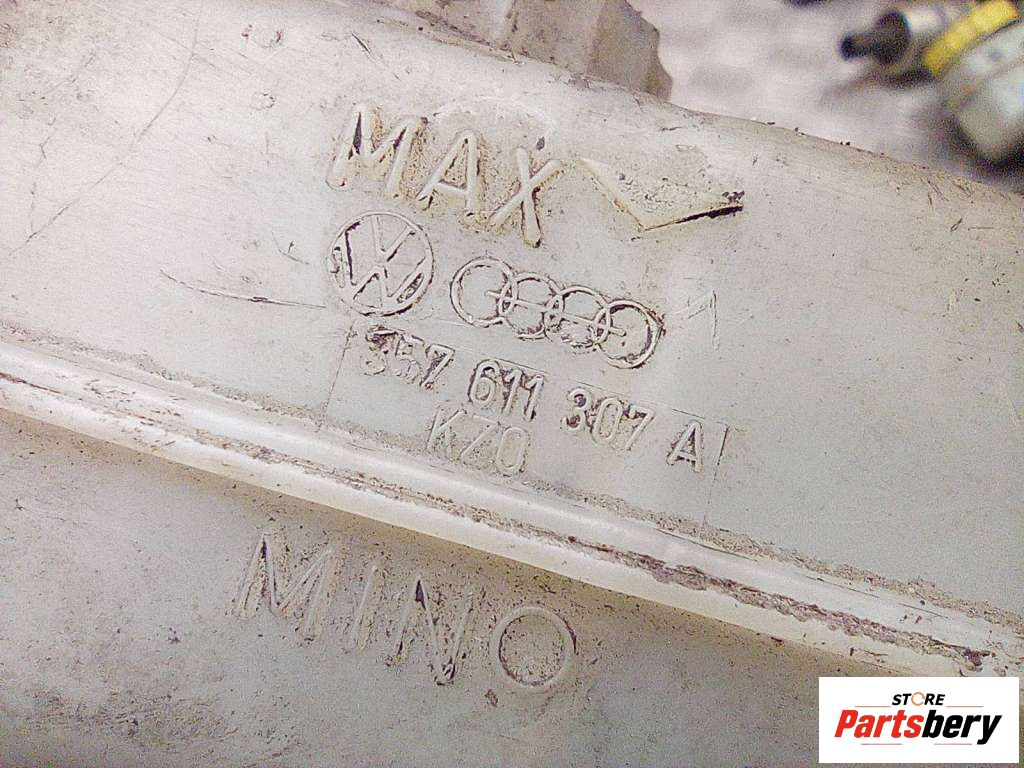 MAX
357 611 307 A
KZO
MINO
STORE
Partsbery